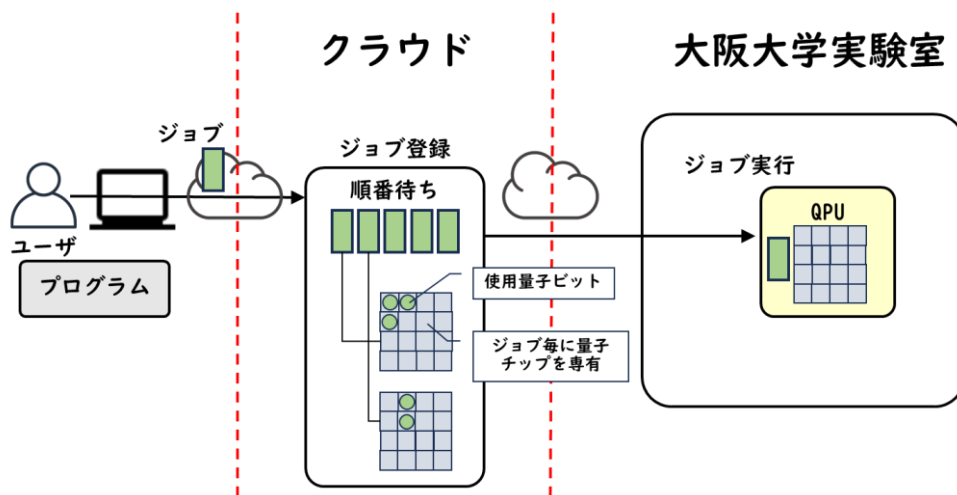 クラウド
大阪大学実験室
ジョブ
ジョブ登録
順番待ち
ジョブ実行
QPU
ユーザ
プログラム
使用量子ビット
ジョブ毎に量子
チップを専有